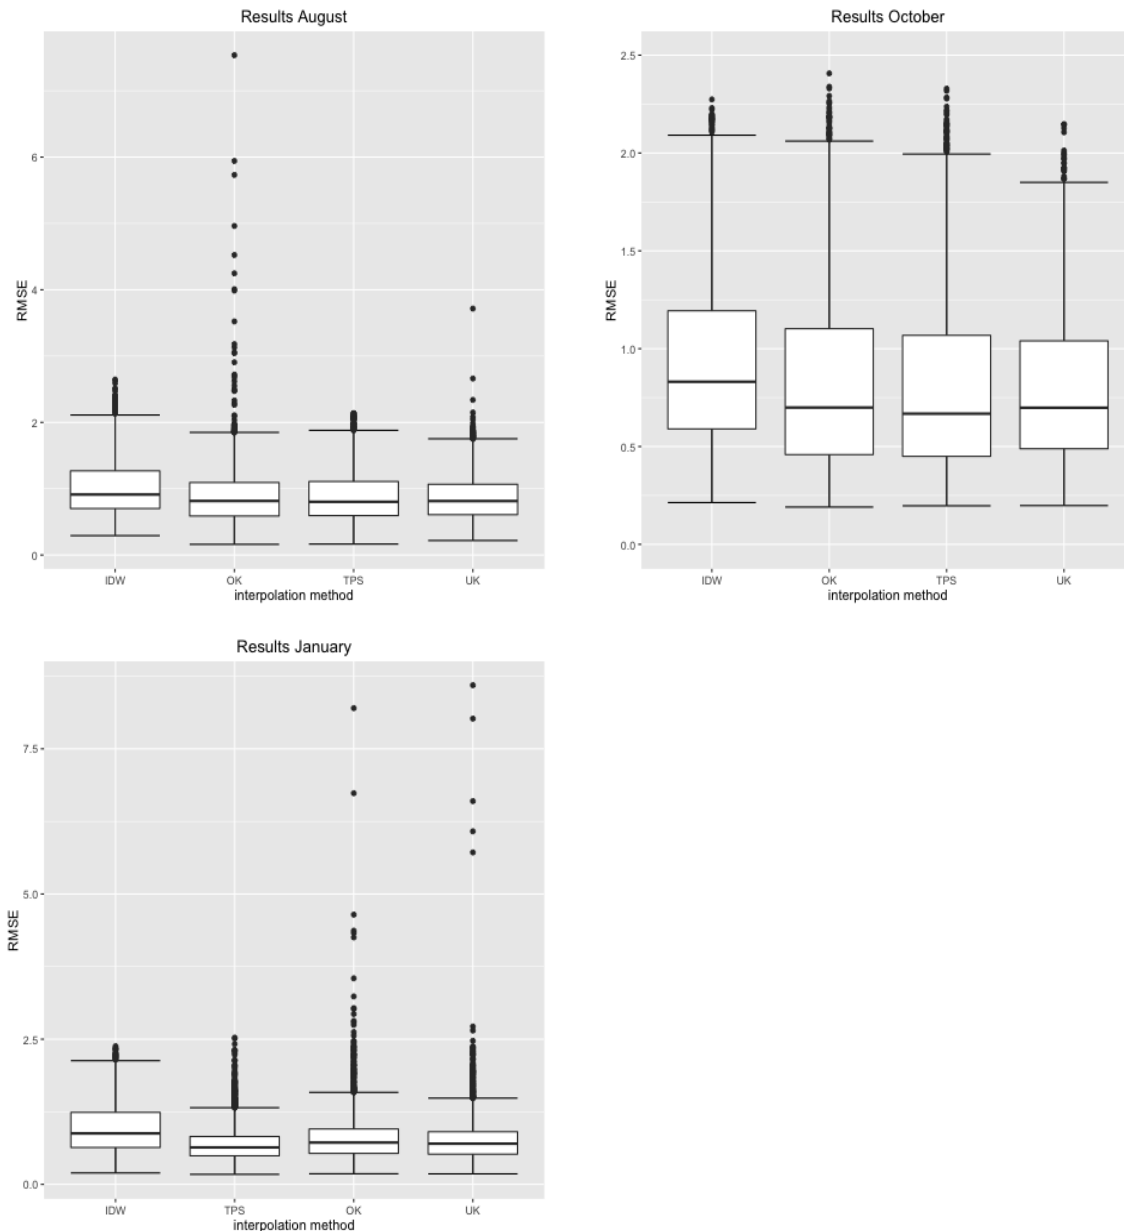 Results August
RMSE
6
4
2
0
IDW OK TPS UK
interpolation method
Results October
RMSE
2.5
2.0
1.5
1.0
0.5
0.0
IDW OK TPS UK
interpolation method
Results January
RMSE
7.5
5.0
2.5
0.0
IDW TPS OK UK
interpolation method